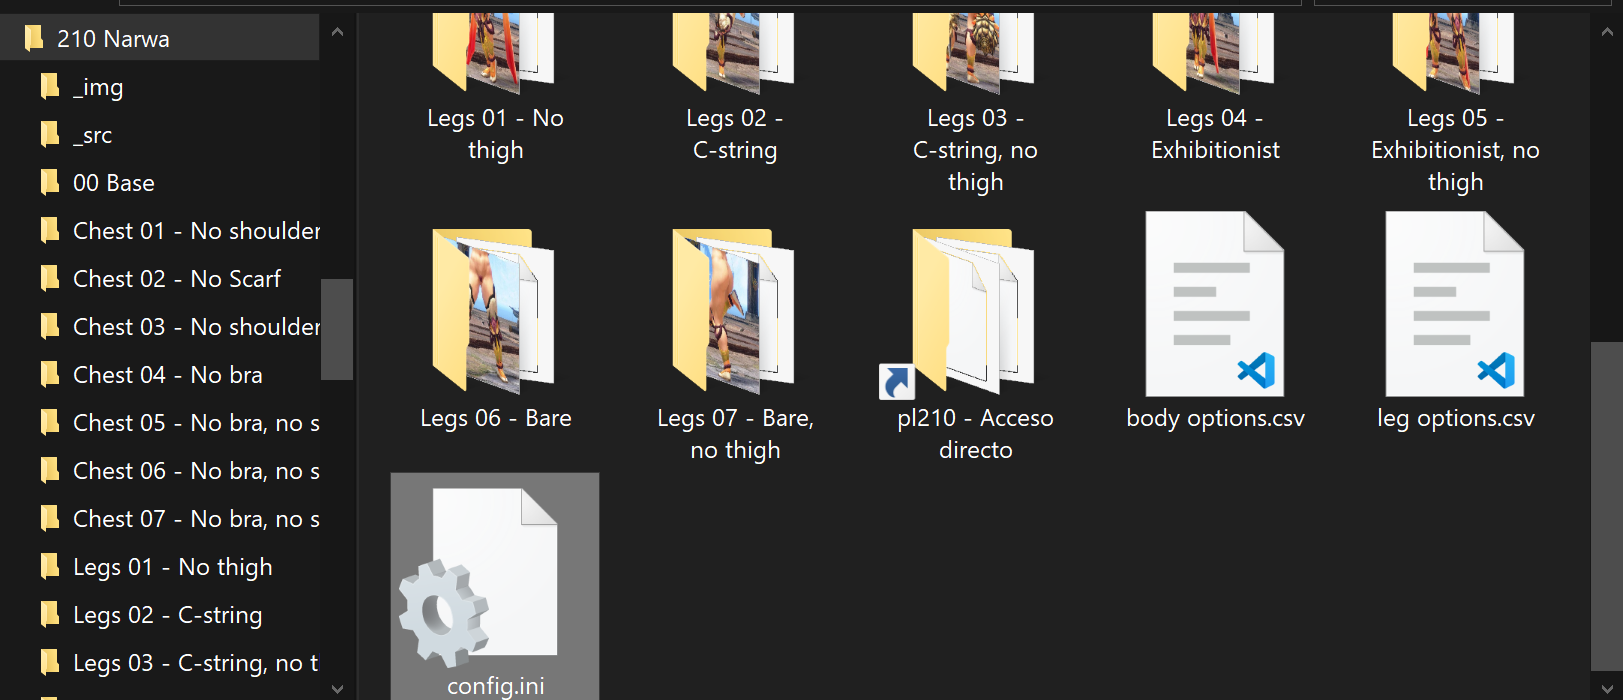 210 Narwa
_img
_src
00 Base
Chest 01 - No shoulder
Chest 02 - No Scarf
Chest 03 - No shoulder
Chest 04 - No bra
Chest 05 - No bra, no s
Chest 06 - No bra, no s
Chest 07 - No bra, no s
Legs 01 - No thigh
Legs 02 - C-string
Legs 03 - C-string, no t
Legs 01 - No
thigh
Legs 02 -
C-string
Legs 03 -
C-string, no
thigh
Legs 04 -
Exhibitionist
Legs 05 -
Exhibitionist, no
thigh
Legs 06 - Bare
Legs 07 - Bare,
no thigh
pl210 - Acceso
directo
body options.csv
leg options.csv
config.ini